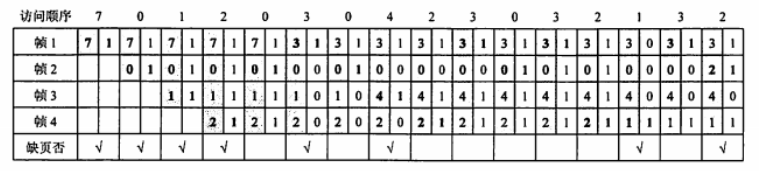 访问顺序 7 0 1 2 0 3 0 4 2 3 0 3 2 1 3 2
帧1 7 1 7 1 7 1 7 1 7 1 3 1 3 1 3 1 3 1 3 1 3 1 3 1 3 1 3 0 3 1 3 1
帧2 0 1 0 1 0 1 0 1 0 0 0 1 0 0 0 0 0 0 0 1 0 1 0 1 0 0 0 0 2 1
帧3 1 1 1 1 1 1 1 0 1 0 4 1 4 1 4 1 4 1 4 1 4 1 4 0 4 0 4 0
帧4 2 1 2 1 2 0 2 0 2 0 2 1 2 1 2 1 2 1 2 1 1 1 1 1 1 1
缺页否 √ √ √ √ √ √ √ √